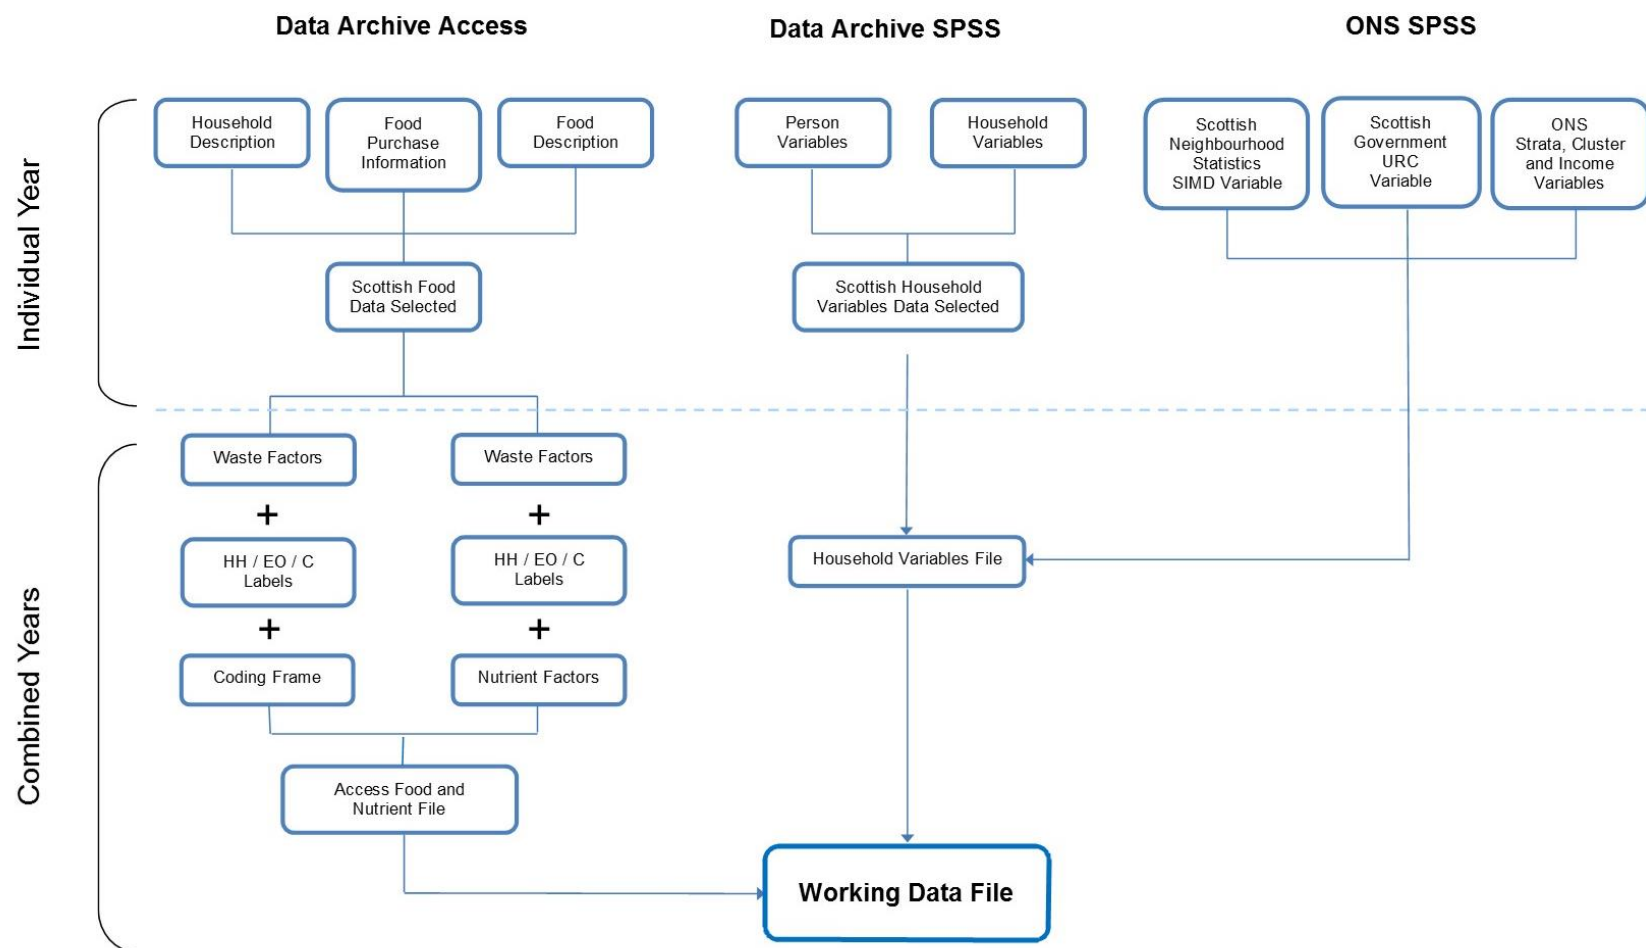 Data Archive Access
Data Archive SPSS
ONS SPSS
Individual Year
Household
Description
Food
Purchase
Information
Food
Description
Person
Variables
Household
Variables
Scottish
Neighbourhood
Statistics
SIMD Variable
Scottish
Government
URC
Variable
ONS
Strata, Cluster
and Income
Variables
Scottish Food
Data Selected
Scottish Household
Variables Data Selected
Combined Years
Waste Factors
Waste Factors
+
+
HH / EO / C
Labels
HH / EO / C
Labels
Household Variables File
+
+
Coding Frame
Nutrient Factors
Access Food and
Nutrient File
Working Data File